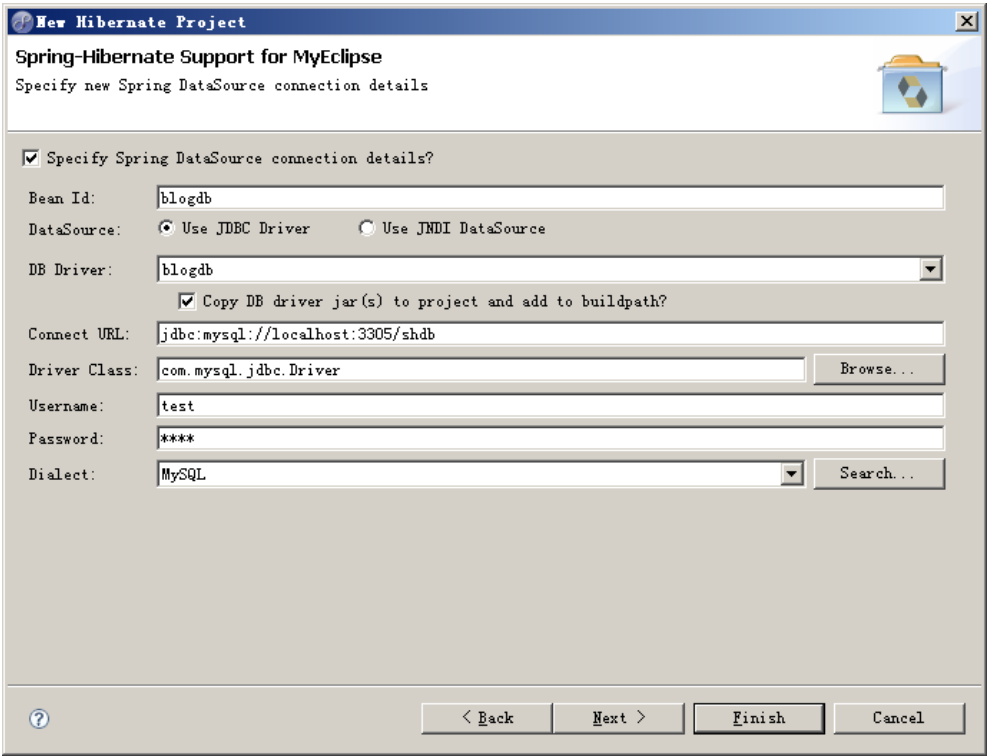 New Hibernate Project
Spring-Hibernate Support for MyEclipse
Specify new Spring DataSource connection details
Specify Spring DataSource connection details?
Bean Id: blogdb
DataSource: Use JDBC Driver Use JNDI DataSource
DB Driver: blogdb
Copy DB driver jar(s) to project and add to buildpath?
Connect URL: jdbc:mysql://localhost:3305/shdb
Driver Class: com.mysql.jdbc.Driver Browse...
Username: test
Password: ****
Dialect: MySQL Search...
? < Back Next > Finish Cancel